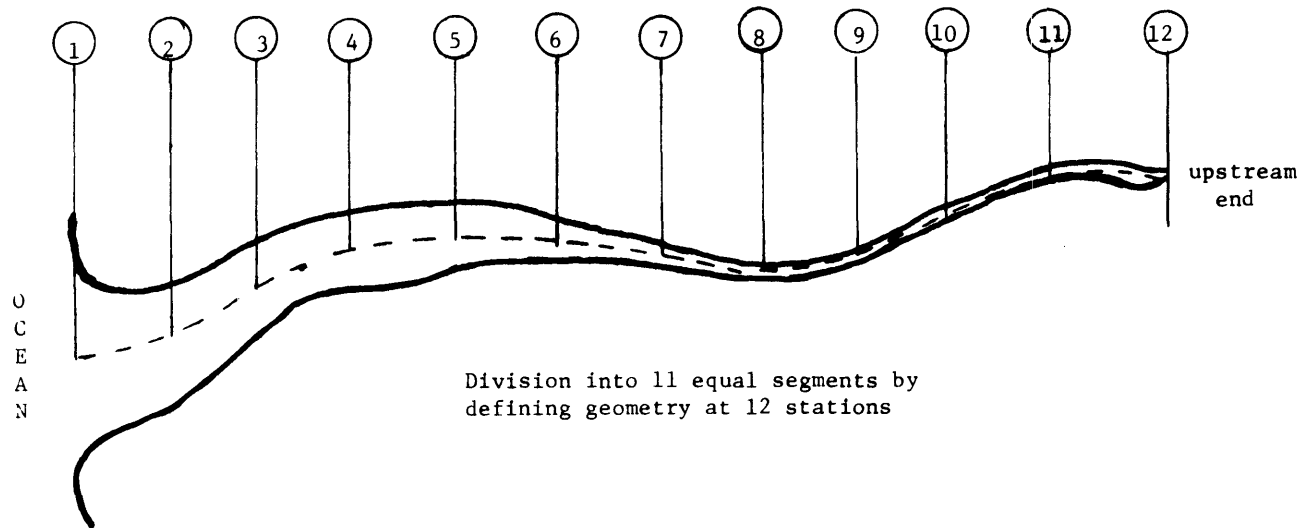 1 2 3 4 5 6 7 8 9 10 11 12
upstream
end
O
C
E
A
N
Division into 11 equal segments by
defining geometry at 12 stations